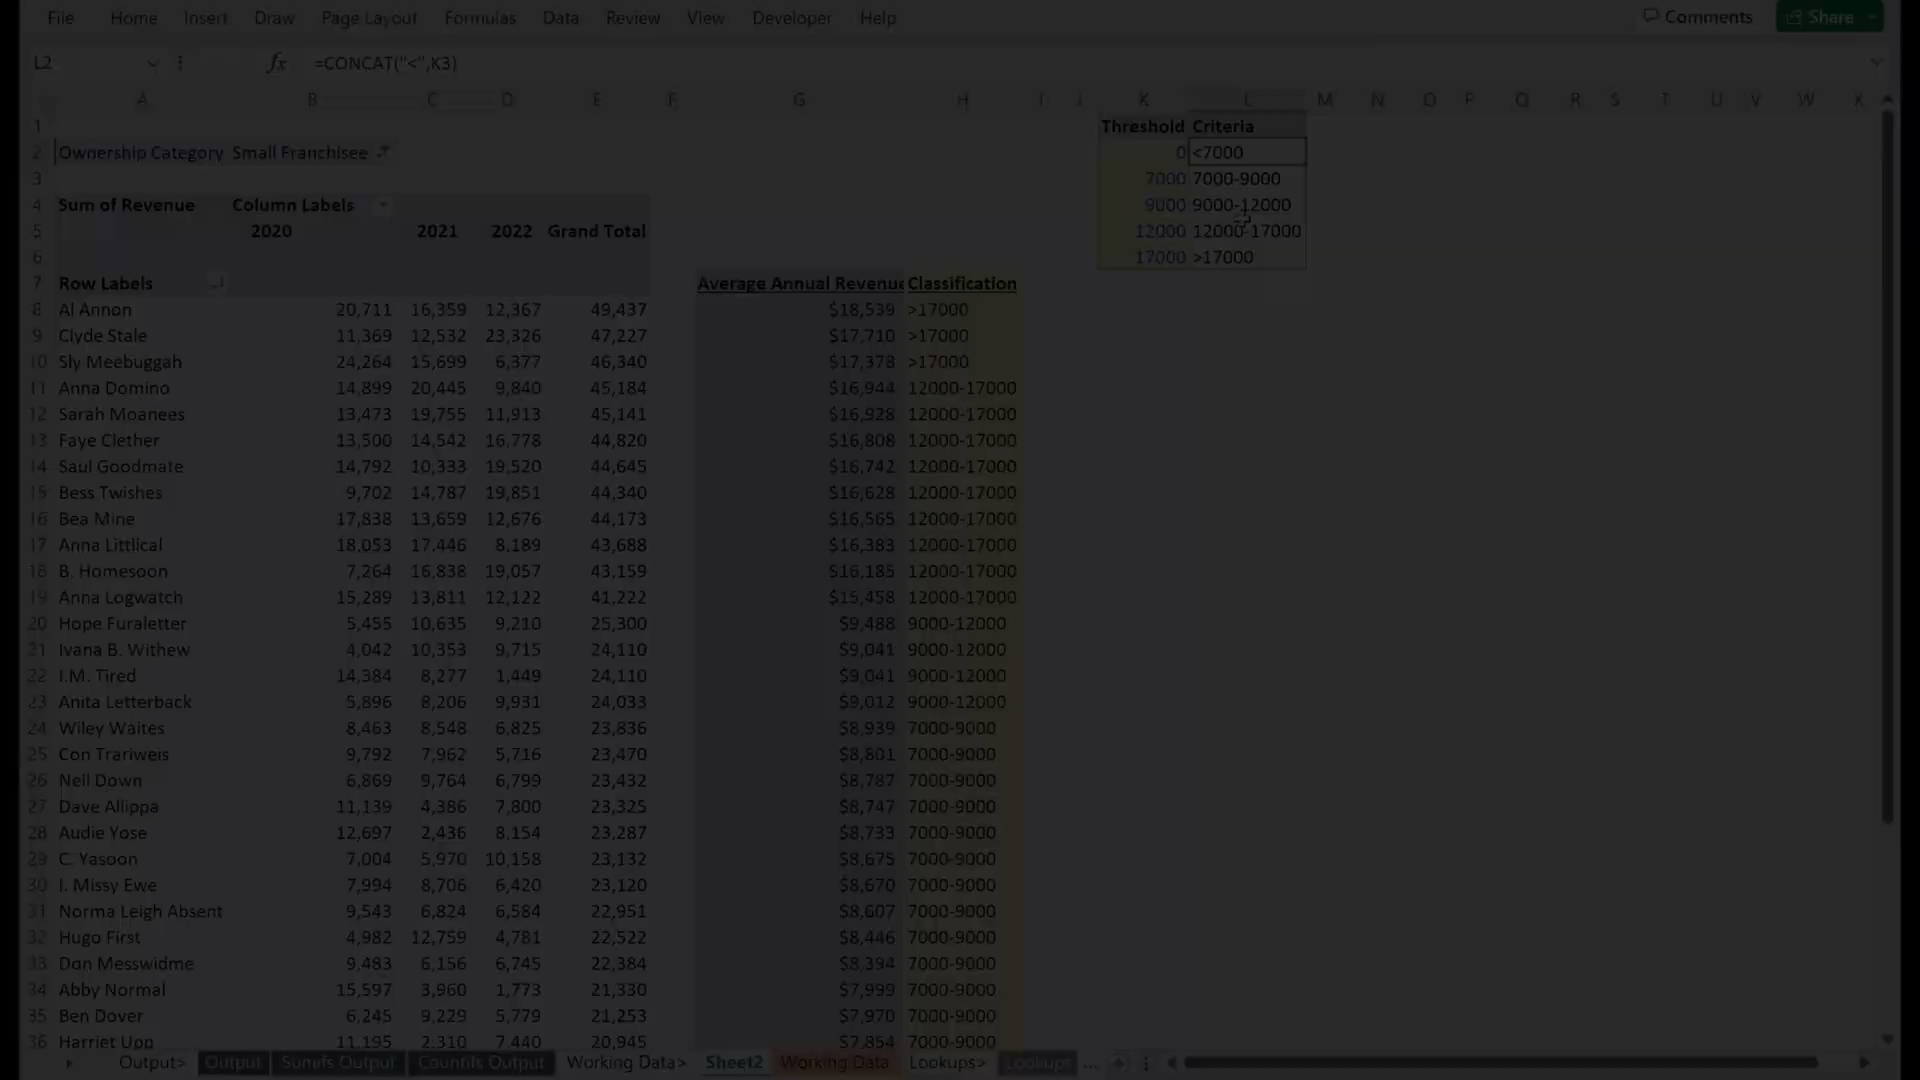 File Home Insert Draw Page Layout Formulas Data Review View Developer Help Comments Share
L2 fx =CONCAT("<",K3)
A B C D E F G H I J K L M N O P Q R S T U V W X
1 Threshold Criteria
2 Ownership Category Small Franchisee 0 <7000
3 7000 7000-9000
4 Sum of Revenue Column Labels 9000 9000-12000
5 2020 2021 2022 Grand Total 12000 12000-17000
6 17000 >17000
7 Row Labels Average Annual Revenue Classification
8 Al Annon 20,711 16,359 12,367 49,437 $18,539 >17000
9 Clyde Stale 11,369 12,532 23,326 47,227 $17,710 >17000
10 Sly Meebuggah 24,264 15,699 6,377 46,340 $17,378 >17000
11 Anna Domino 14,899 20,445 9,840 45,184 $16,944 12000-17000
12 Sarah Moanees 13,473 19,755 11,913 45,141 $16,928 12000-17000
13 Faye Clether 13,500 14,542 16,778 44,820 $16,808 12000-17000
14 Saul Goodmate 14,792 10,333 19,520 44,645 $16,742 12000-17000
15 Bess Twishes 9,702 14,787 19,851 44,340 $16,628 12000-17000
16 Bea Mine 17,838 13,659 12,676 44,173 $16,565 12000-17000
17 Anna Littlical 18,053 17,446 8,189 43,688 $16,383 12000-17000
18 B. Homesoon 7,264 16,838 19,057 43,159 $16,185 12000-17000
19 Anna Logwatch 15,289 13,811 12,122 41,222 $15,458 12000-17000
20 Hope Furaletter 5,455 10,635 9,210 25,300 $9,488 9000-12000
21 Ivana B. Withew 4,042 10,353 9,715 24,110 $9,041 9000-12000
22 I.M. Tired 14,384 8,277 1,449 24,110 $9,041 9000-12000
23 Anita Letterback 5,896 8,206 9,931 24,033 $9,012 9000-12000
24 Wiley Waites 8,463 8,548 6,825 23,836 $8,939 7000-9000
25 Con Trariweis 9,792 7,962 5,716 23,470 $8,801 7000-9000
26 Neil Down 6,869 9,764 6,799 23,432 $8,787 7000-9000
27 Dave Allippa 11,139 4,386 7,800 23,325 $8,747 7000-9000
28 Audie Yose 12,697 2,436 8,154 23,287 $8,733 7000-9000
29 C. Yasoon 7,004 5,970 10,158 23,132 $8,675 7000-9000
30 I. Missy Ewe 7,994 8,706 6,420 23,120 $8,670 7000-9000
31 Norma Leigh Absent 9,543 6,824 6,584 22,951 $8,607 7000-9000
32 Hugo First 4,982 12,759 4,781 22,522 $8,446 7000-9000
33 Don Messwidme 9,483 6,156 6,745 22,384 $8,394 7000-9000
34 Abby Normal 15,597 3,960 1,773 21,330 $7,999 7000-9000
35 Ben Dover 6,245 9,229 5,779 21,253 $7,970 7000-9000
36 Harriet Upp 11,195 2,310 7,440 20,945 $7,854 7000-9000
Output> Output Sumifs Output Countifs Output Working Data> Sheet2 Working Data Lookups> Lookups ...